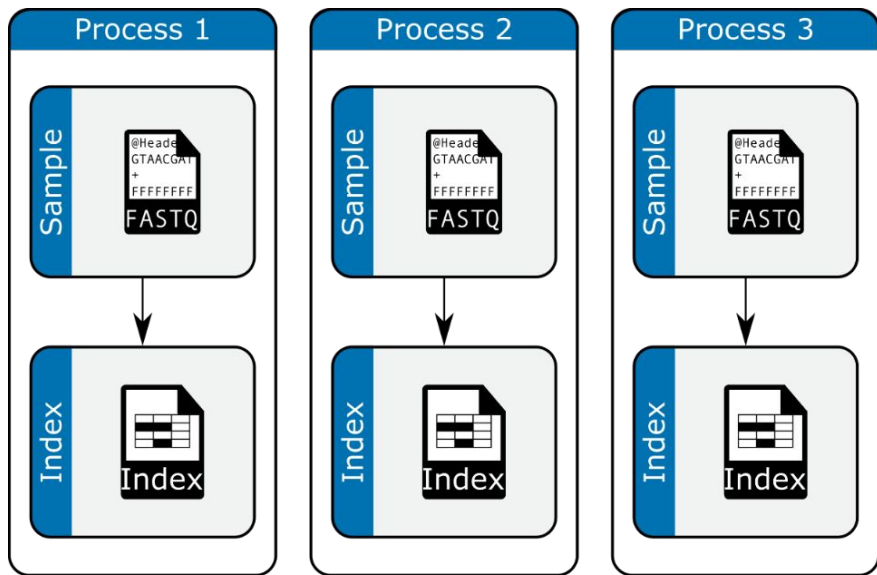 Process 1
Sample
@Heade
GTAACGAT
+
FFFFFFFF
FASTQ
Index
Index
Process 2
Sample
@Heade
GTAACGAT
+
FFFFFFFF
FASTQ
Index
Index
Process 3
Sample
@Heade
GTAACGAT
+
FFFFFFFF
FASTQ
Index
Index